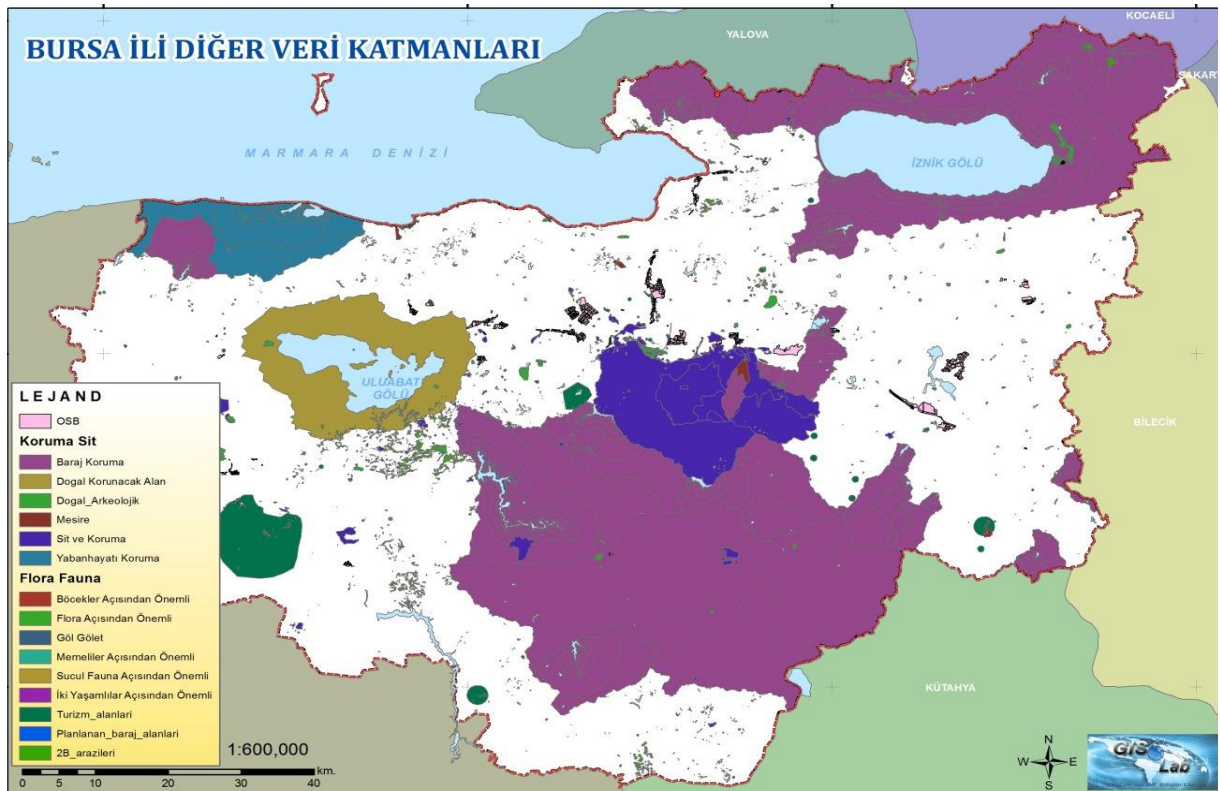 BURSA İLİ DİĞER VERİ KATMANLARI
KOCAELİ
YALOVA
SAKAR
MARMARA DENİZİ
İZNİK GÖLÜ
ULUABAT
GÖLÜ
BİLECİK
KÜTAHYA
LEJAND
OSB
Koruma Sit
Baraj Koruma
Dogal Korunacak Alan
Dogal_Arkeolojik
Mesire
Sit ve Koruma
Yabanhayatı Koruma
Flora Fauna
Böcekler Açısından Önemli
Flora Açısından Önemli
Göl Gölet
Memeliler Açısından Önemli
Sucul Fauna Açısından Önemli
İki Yaşamlılar Açısından Önemli
Turizm_alanlari
Planlanan_baraj_alanlari
2B_arazileri
1:600,000
km.
0 5 10 20 30 40
N
W E
S
GIS
Lab